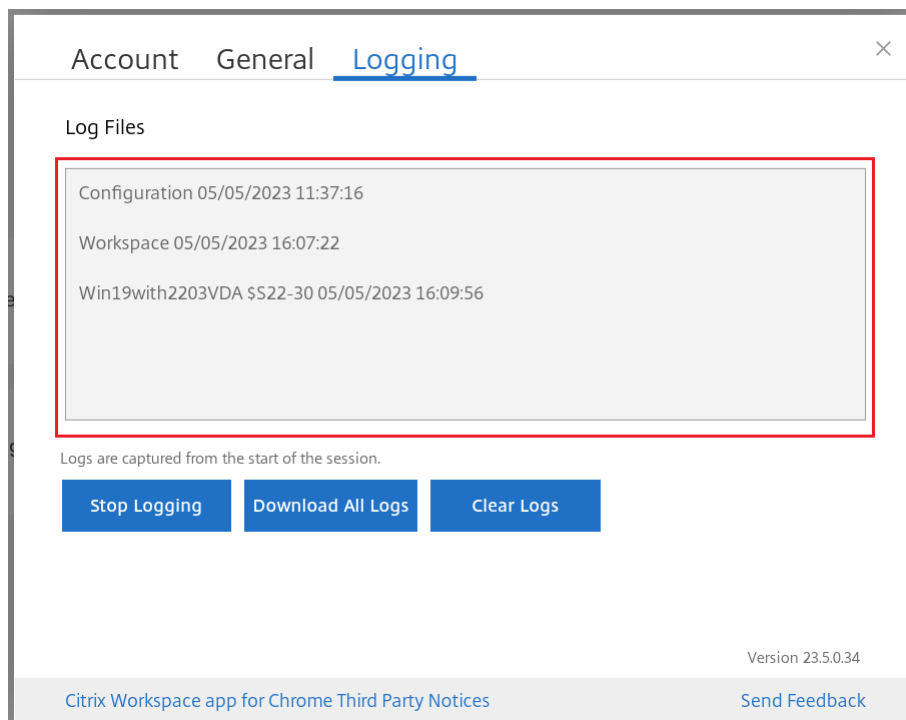 Account General Logging
Log Files
Configuration 05/05/2023 11:37:16
Workspace 05/05/2023 16:07:22
Win19with2203VDA $S22-30 05/05/2023 16:09:56
Logs are captured from the start of the session.
Stop Logging Download All Logs Clear Logs
Version 23.5.0.34
Citrix Workspace app for Chrome Third Party Notices Send Feedback